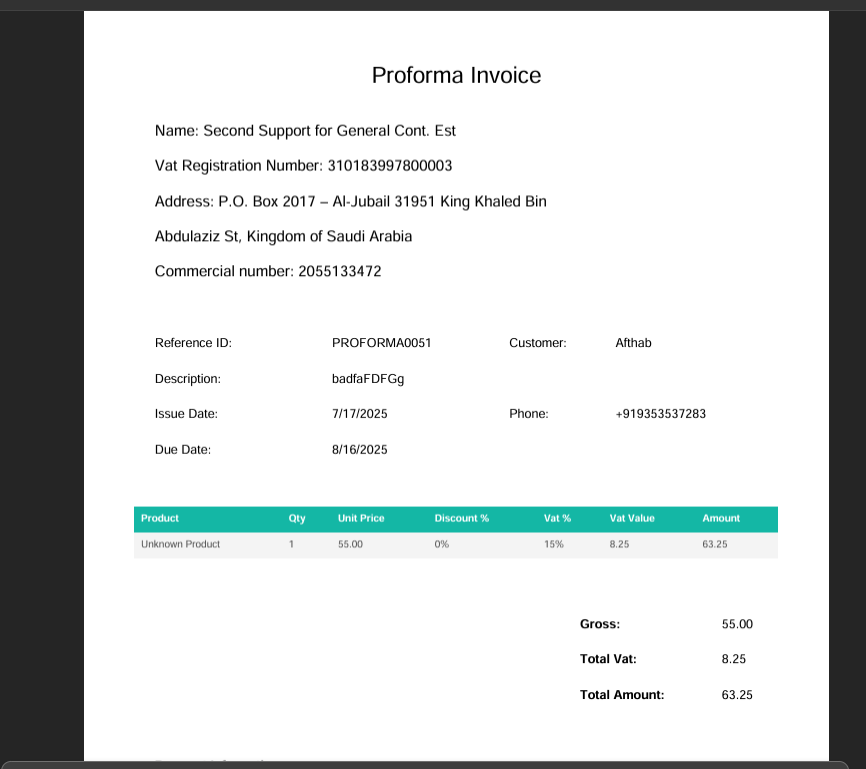 Proforma Invoice
Name: Second Support for General Cont. Est
Vat Registration Number: 310183997800003
Address: P.O. Box 2017 – Al-Jubail 31951 King Khaled Bin
Abdulaziz St, Kingdom of Saudi Arabia
Commercial number: 2055133472
Reference ID: PROFORMA0051 Customer: Afthab
Description: badfaFDFGg
Issue Date: 7/17/2025 Phone: +919353537283
Due Date: 8/16/2025
Product Qty Unit Price Discount % Vat % Vat Value Amount
Unknown Product 1 55.00 0% 15% 8.25 63.25
Gross: 55.00
Total Vat: 8.25
Total Amount: 63.25